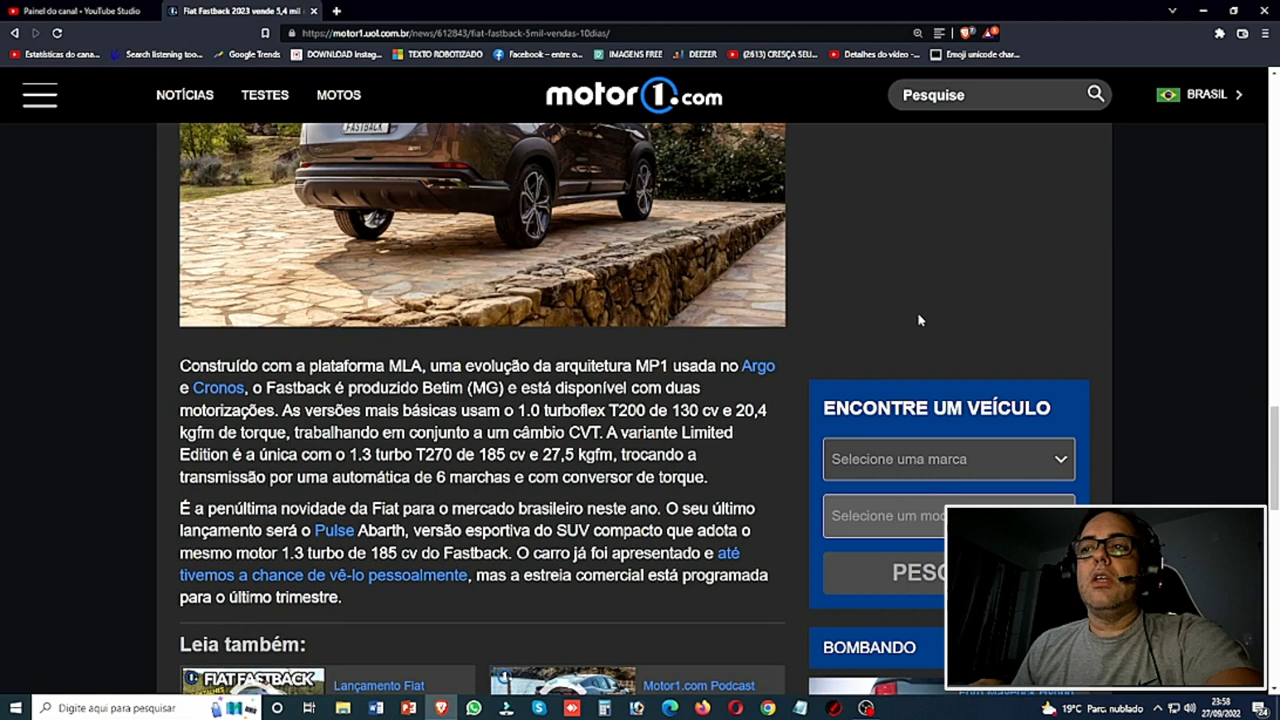 Painel do canal - YouTube Studio
Fiat Fastback 2023 vende 5,4 mil
https://motor1.uol.com.br/news/612843/fiat-fastback-5mil-vendas-10dias/
Estatísticas do cana...
Search listening too...
Google Trends
DOWNLOAD Instag...
TEXTO ROBOTIZADO
Facebook – entre o...
IMAGENS FREE
DEEZER
(2613) CRESÇA SEU...
Detalhes do vídeo -...
Emoji unicode char...
NOTÍCIAS
TESTES
MOTOS
motor1.com
Pesquise
BRASIL
FASTBACK
Construído com a plataforma MLA, uma evolução da arquitetura MP1 usada no Argo
e Cronos, o Fastback é produzido Betim (MG) e está disponível com duas
motorizações. As versões mais básicas usam o 1.0 turboflex T200 de 130 cv e 20,4
kgfm de torque, trabalhando em conjunto a um câmbio CVT. A variante Limited
Edition é a única com o 1.3 turbo T270 de 185 cv e 27,5 kgfm, trocando a
transmissão por uma automática de 6 marchas e com conversor de torque.
É a penúltima novidade da Fiat para o mercado brasileiro neste ano. O seu último
lançamento será o Pulse Abarth, versão esportiva do SUV compacto que adota o
mesmo motor 1.3 turbo de 185 cv do Fastback. O carro já foi apresentado e até
tivemos a chance de vê-lo pessoalmente, mas a estreia comercial está programada
para o último trimestre.
Leia também:
FIAT FASTBACK
Lançamento Fiat
Motor1.com Podcast
ENCONTRE UM VEÍCULO
Selecione uma marca
Selecione um mod
PESQ
BOMBANDO
Digite aqui para pesquisar
19°C Parc. nublado
23:58
27/09/2022
24